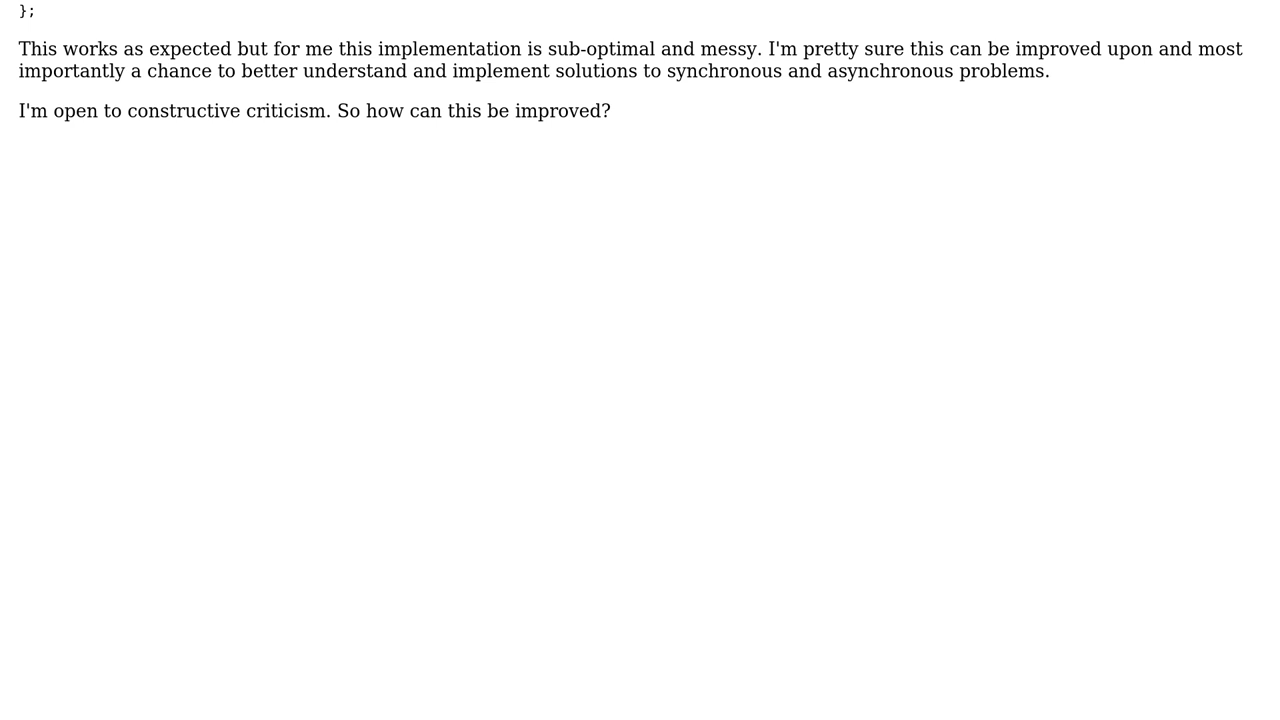 };
This works as expected but for me this implementation is sub-optimal and messy. I'm pretty sure this can be improved upon and most
importantly a chance to better understand and implement solutions to synchronous and asynchronous problems.
I'm open to constructive criticism. So how can this be improved?